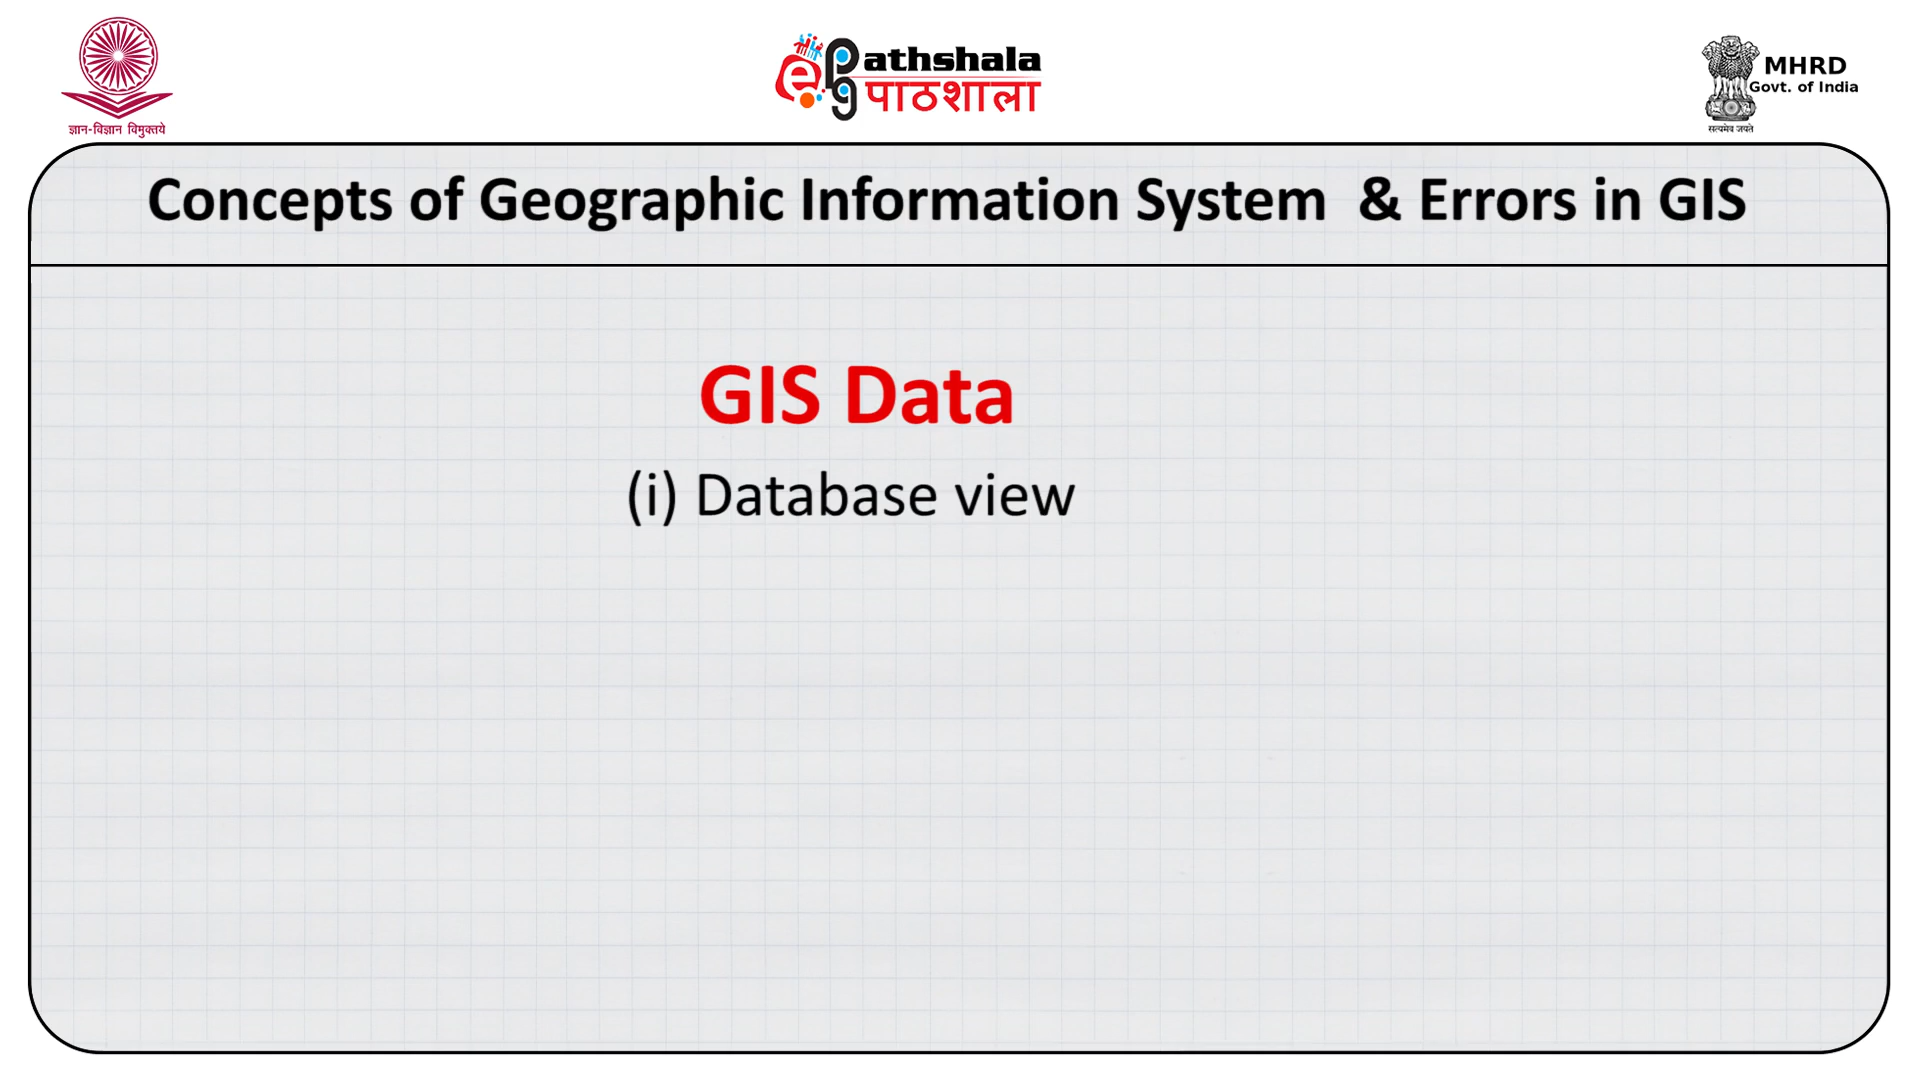 ज्ञान-विज्ञान विमुक्तये
ePathshala
पाठशाला
MHRD
Govt. of India
सत्यमेव जयते
Concepts of Geographic Information System & Errors in GIS
GIS Data
(i) Database view